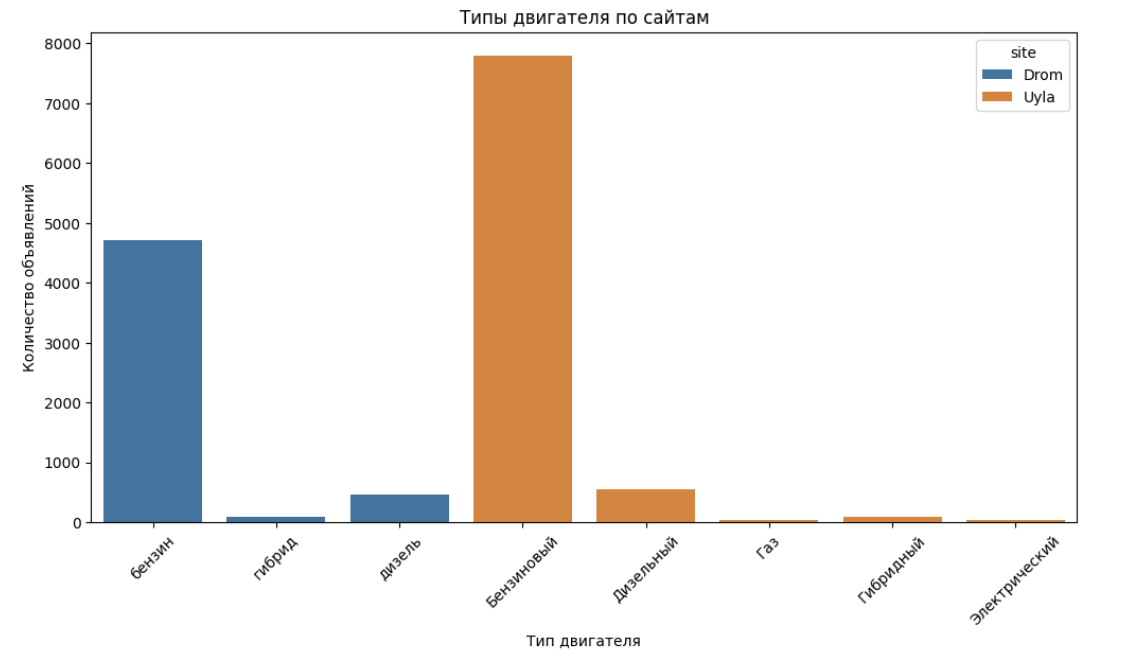 Типы двигателя по сайтам
site
Drom
Uyla
Количество объявлений
8000
7000
6000
5000
4000
3000
2000
1000
0
бензин
гибрид
дизель
Бензиновый
Дизельный
Газ
Гибридный
Электрический
Тип двигателя